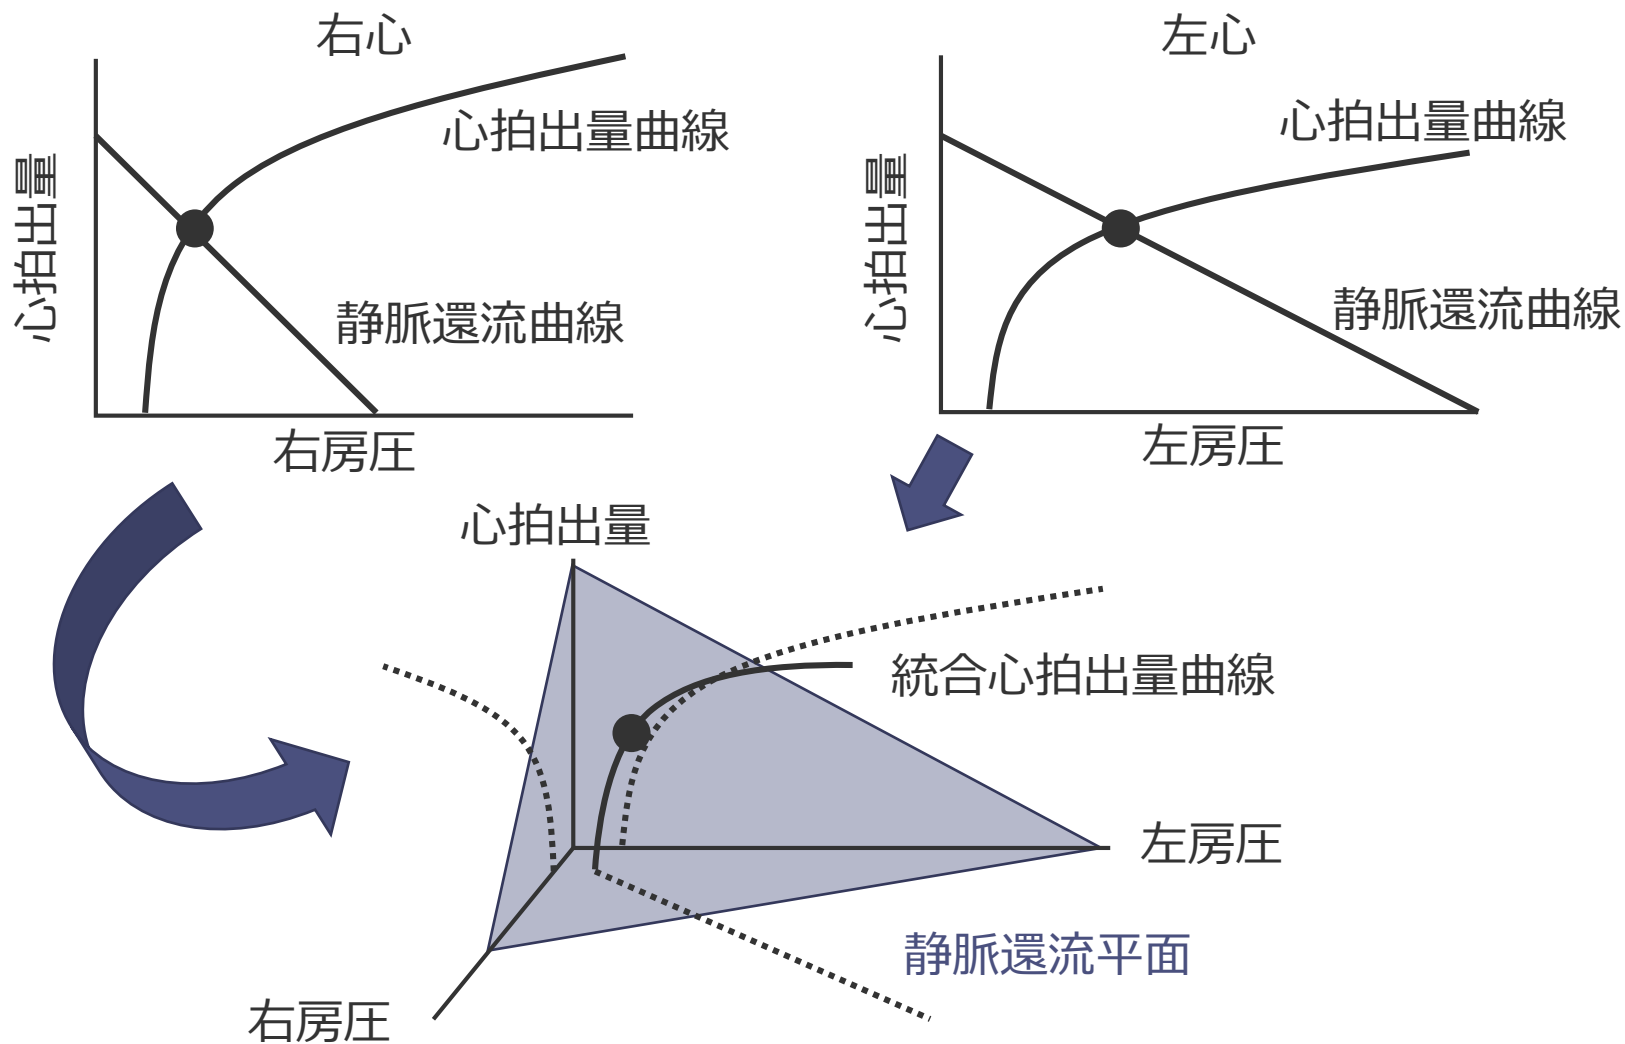 右心
心拍出量曲線
心拍出量
静脈還流曲線
右房圧
左心
心拍出量曲線
心拍出量
静脈還流曲線
左房圧
心拍出量
統合心拍出量曲線
左房圧
静脈還流平面
右房圧